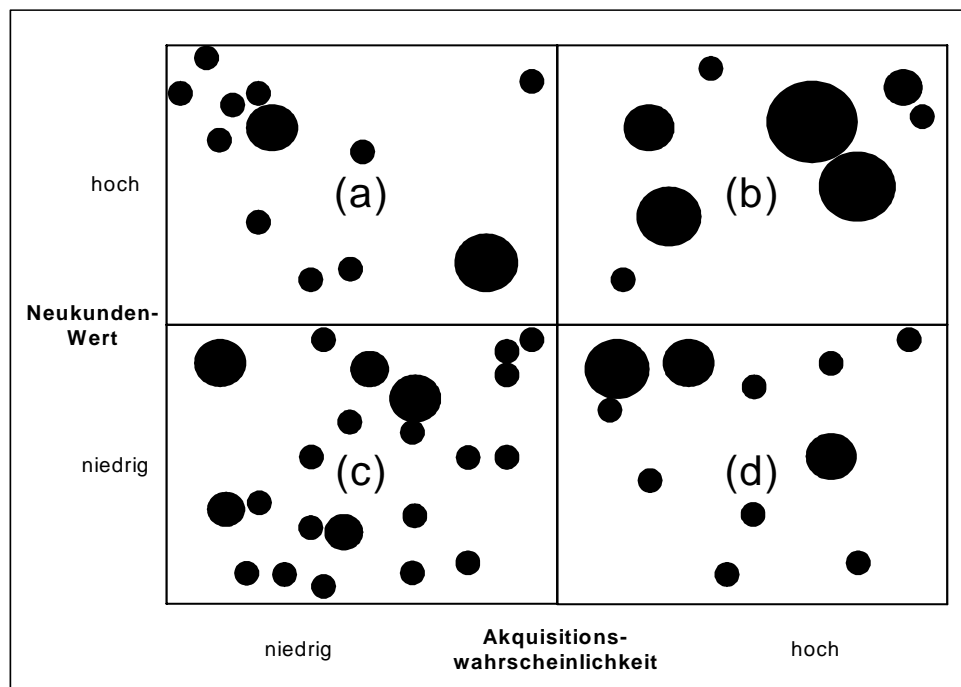 (a)
(b)
hoch
Neukunden-
Wert
niedrig
(c)
(d)
niedrig
Akquisitions-
wahrscheinlichkeit
hoch